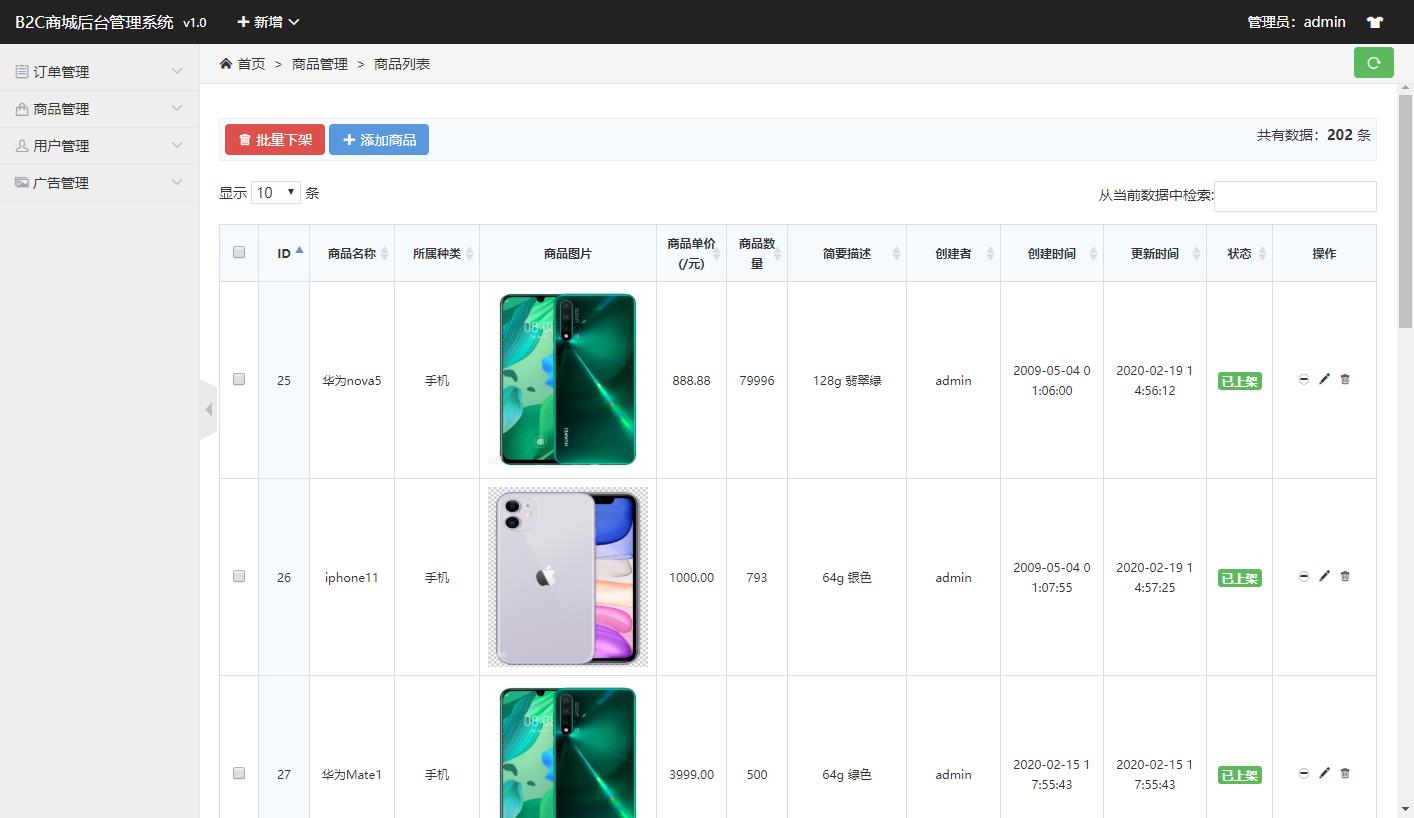 B2C商城后台管理系统 v1.0 新增 管理员：admin
首页 > 商品管理 > 商品列表
订单管理
商品管理
用户管理
广告管理
批量下架 添加商品 共有数据：202 条
显示 10 条 从当前数据中检索:
ID 商品名称 所属种类 商品图片 商品单价(/元) 商品数量 简要描述 创建者 创建时间 更新时间 状态 操作
25 华为nova5 手机 888.88 79996 128g 翡翠绿 admin 2009-05-04 01:06:00 2020-02-19 14:56:12 已上架
08:08
HUAWEI
26 iphone11 手机 1000.00 793 64g 银色 admin 2009-05-04 01:07:55 2020-02-19 14:57:25 已上架
27 华为Mate1 手机 3999.00 500 64g 绿色 admin 2020-02-15 17:55:43 2020-02-15 17:55:43 已上架
08:08